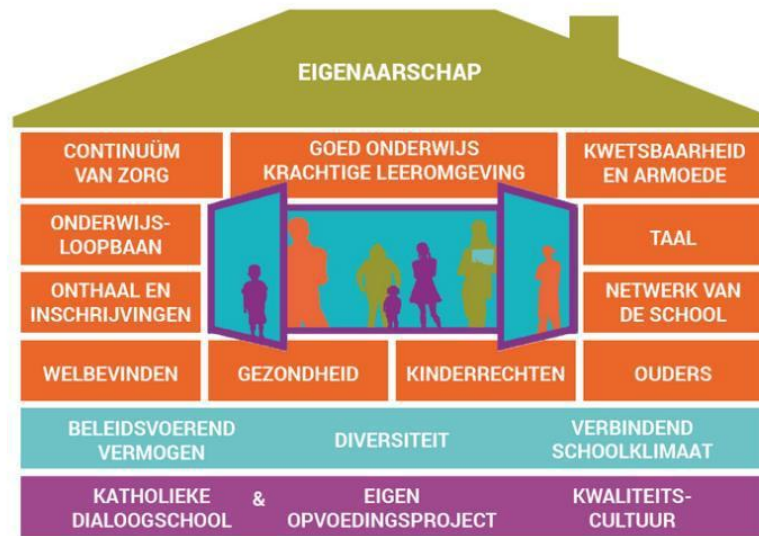 EIGENAARSCHAP
CONTINUÜM
VAN ZORG
GOED ONDERWIJS
KRACHTIGE LEEROMGEVING
KWETSBAARHEID
EN ARMOEDE
ONDERWIJS-
LOOPBAAN
TAAL
ONTHAAL EN
INSCHRIJVINGEN
NETWERK VAN
DE SCHOOL
WELBEVINDEN
GEZONDHEID
KINDERRECHTEN
OUDERS
BELEIDSVOEREND
VERMOGEN
DIVERSITEIT
VERBINDEND
SCHOOLKLIMAAT
KATHOLIEKE
DIALOOGSCHOOL
&
EIGEN
OPVOEDINGSPROJECT
KWALITEITS-
CULTUUR